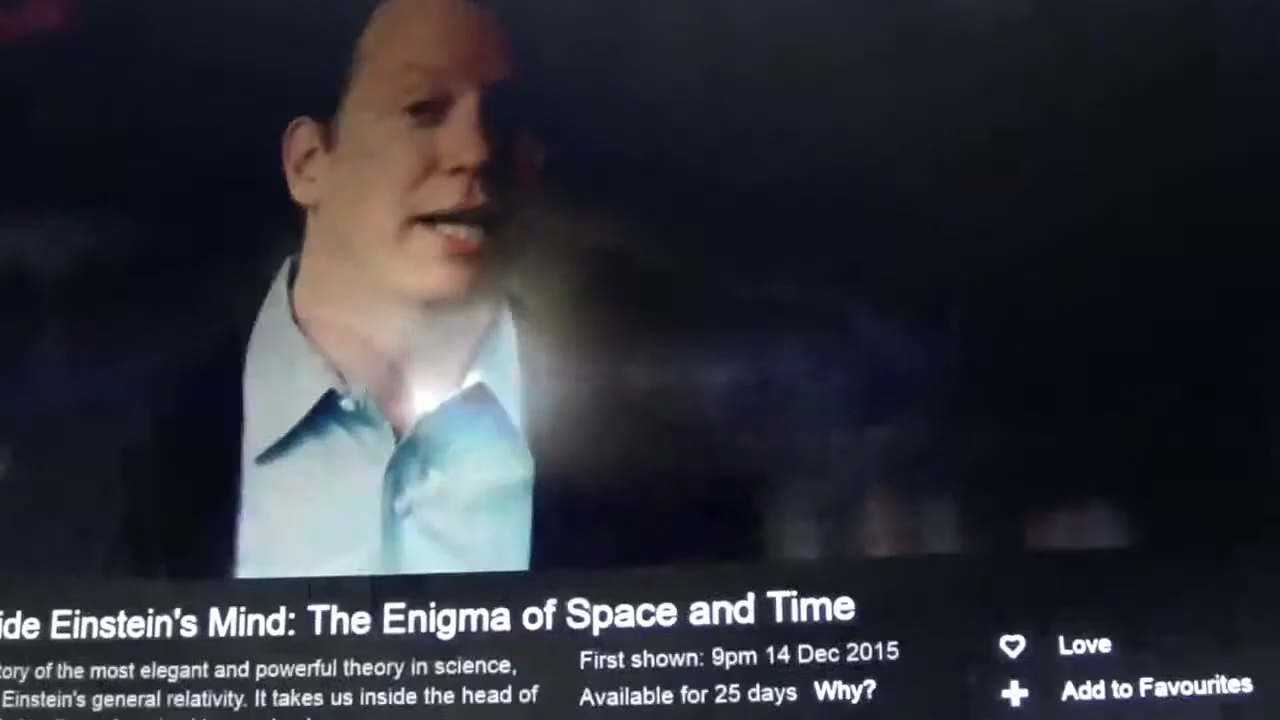 ide Einstein's Mind: The Enigma of Space and Time
tory of the most elegant and powerful theory in science,
Einstein's general relativity. It takes us inside the head of
First shown: 9pm 14 Dec 2015
Available for 25 days Why?
Love
Add to Favourites